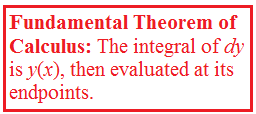 Fundamental Theorem of
Calculus: The integral of dy
is y(x), then evaluated at its
endpoints.